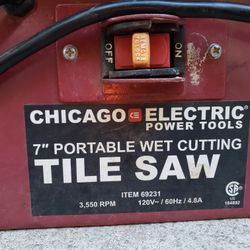 OFF
ON
CHICAGO ELECTRIC
POWER TOOLS
7" PORTABLE WET CUTTING
TILE SAW
ITEM 69231
3,550 RPM 120V~ / 60Hz / 4.8A